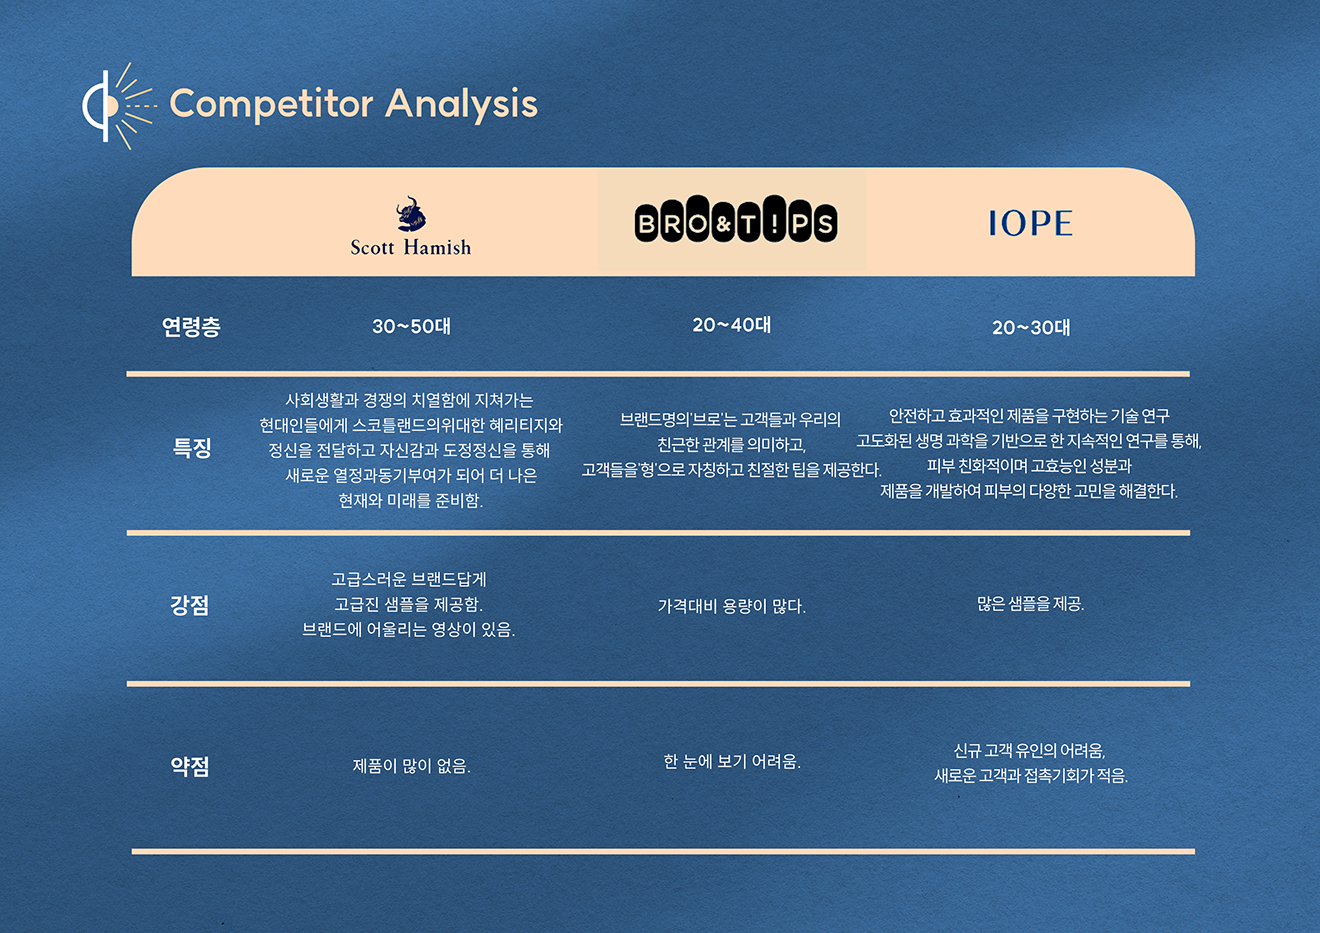 Competitor Analysis
Scott Hamish
BRO&T!PS
IOPE
연령층
30~50대
20~40대
20~30대
특징
사회생활과 경쟁의 치열함에 지쳐가는
현대인들에게 스코틀랜드의위대한 헤리티지와
정신을 전달하고 자신감과 도정정신을 통해
새로운 열정과동기부여가 되어 더 나은
현재와 미래를 준비함.
브랜드명의'브로'는 고객들과 우리의
친근한 관계를 의미하고,
고객들을'형'으로 자칭하고 친절한 팁을 제공한다.
안전하고 효과적인 제품을 구현하는 기술 연구
고도화된 생명 과학을 기반으로 한 지속적인 연구를 통해,
피부 친화적이며 고효능인 성분과
제품을 개발하여 피부의 다양한 고민을 해결한다.
강점
고급스러운 브랜드답게
고급진 샘플을 제공함.
브랜드에 어울리는 영상이 있음.
가격대비 용량이 많다.
많은 샘플을 제공.
약점
제품이 많이 없음.
한 눈에 보기 어려움.
신규 고객 유인의 어려움,
새로운 고객과 접촉기회가 적음.